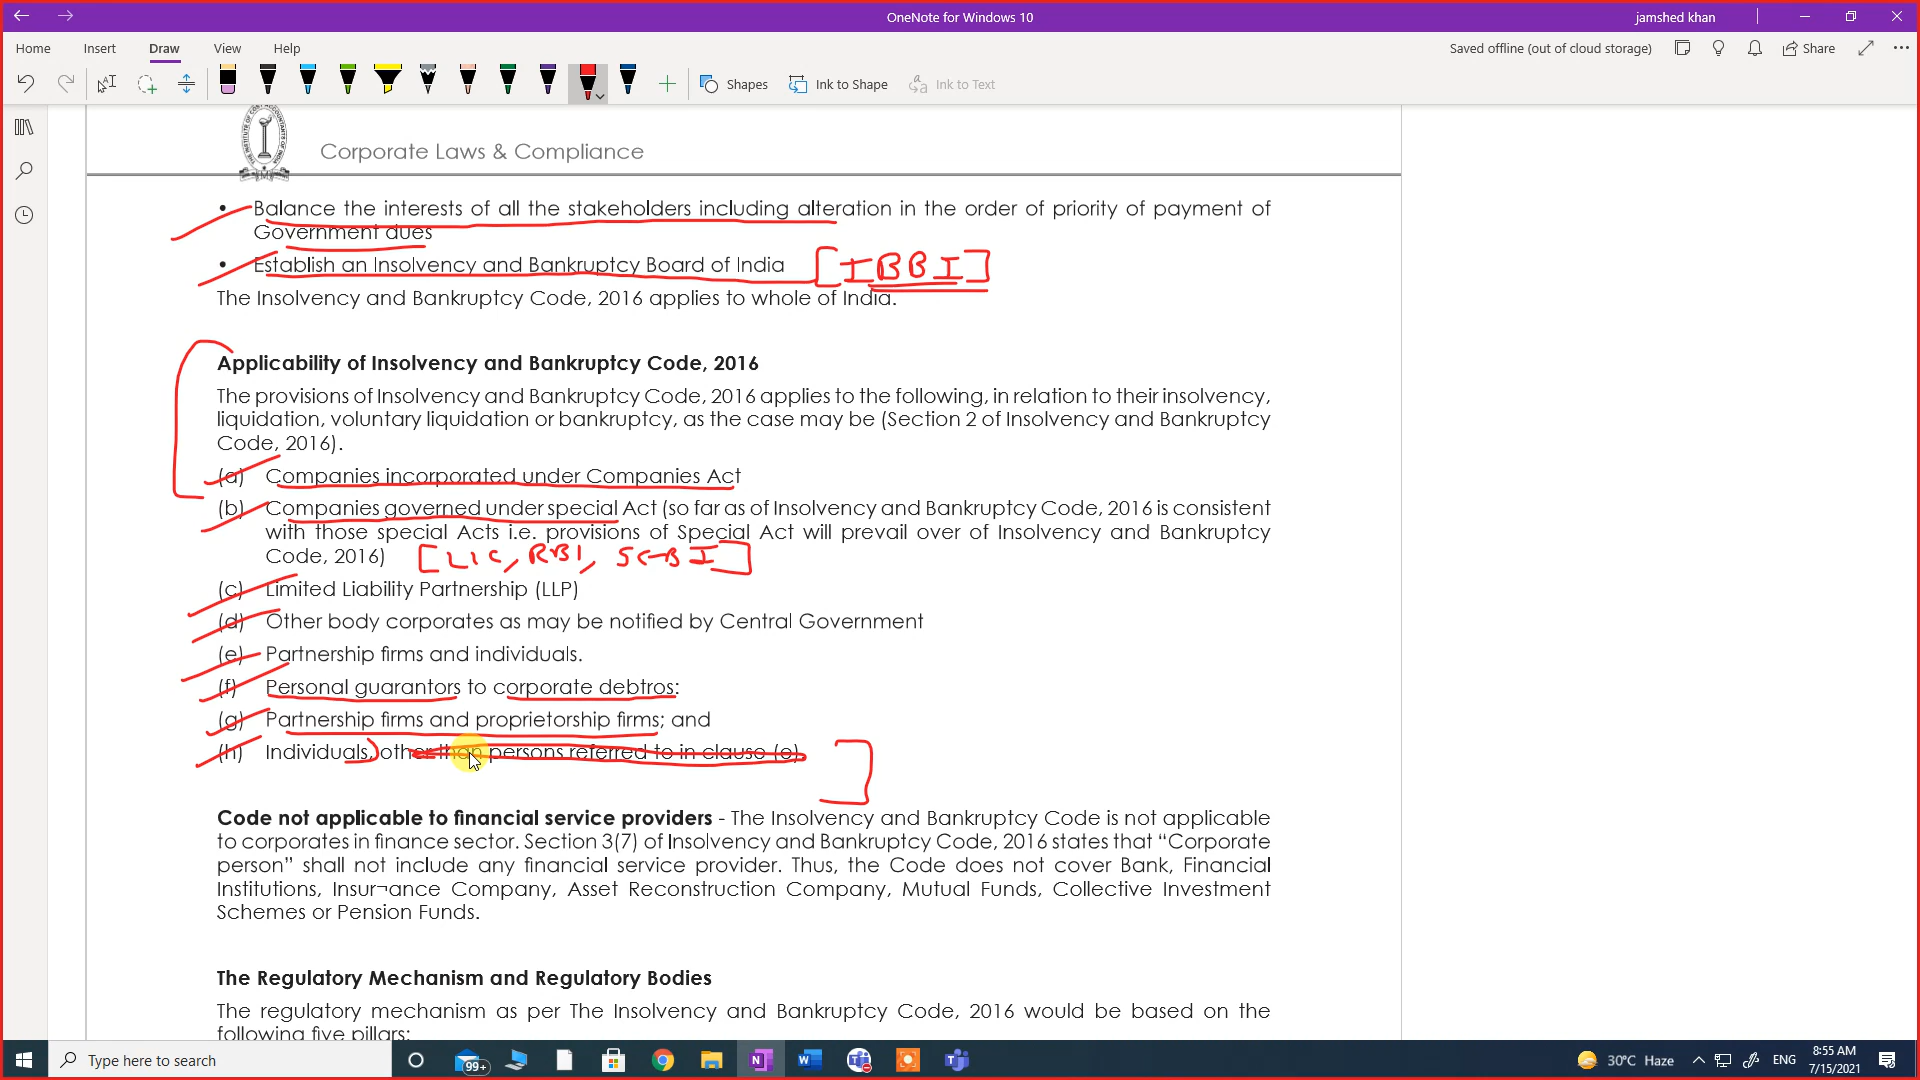 OneNote for Windows 10
jamshed khan
Home Insert Draw View Help
Saved offline (out of cloud storage) Share
Shapes Ink to Shape Ink to Text
Corporate Laws & Compliance
• Balance the interests of all the stakeholders including alteration in the order of priority of payment of
Government dues
• Establish an Insolvency and Bankruptcy Board of India [IBBI]
The Insolvency and Bankruptcy Code, 2016 applies to whole of India.
Applicability of Insolvency and Bankruptcy Code, 2016
The provisions of Insolvency and Bankruptcy Code, 2016 applies to the following, in relation to their insolvency,
liquidation, voluntary liquidation or bankruptcy, as the case may be (Section 2 of Insolvency and Bankruptcy
Code, 2016).
(a) Companies incorporated under Companies Act
(b) Companies governed under special Act (so far as of Insolvency and Bankruptcy Code, 2016 is consistent
with those special Acts i.e. provisions of Special Act will prevail over of Insolvency and Bankruptcy
Code, 2016) [LIC, RBI, SEBI]
(c) Limited Liability Partnership (LLP)
(d) Other body corporates as may be notified by Central Government
(e) Partnership firms and individuals.
(f) Personal guarantors to corporate debtros:
(g) Partnership firms and proprietorship firms; and
(h) Individuals, other than persons referred to in clause (e).
Code not applicable to financial service providers - The Insolvency and Bankruptcy Code is not applicable
to corporates in finance sector. Section 3(7) of Insolvency and Bankruptcy Code, 2016 states that “Corporate
person” shall not include any financial service provider. Thus, the Code does not cover Bank, Financial
Institutions, Insur¬ance Company, Asset Reconstruction Company, Mutual Funds, Collective Investment
Schemes or Pension Funds.
The Regulatory Mechanism and Regulatory Bodies
The regulatory mechanism as per The Insolvency and Bankruptcy Code, 2016 would be based on the
following five pillars:
Type here to search
99+
30°C Haze
ENG
8:55 AM
7/15/2021